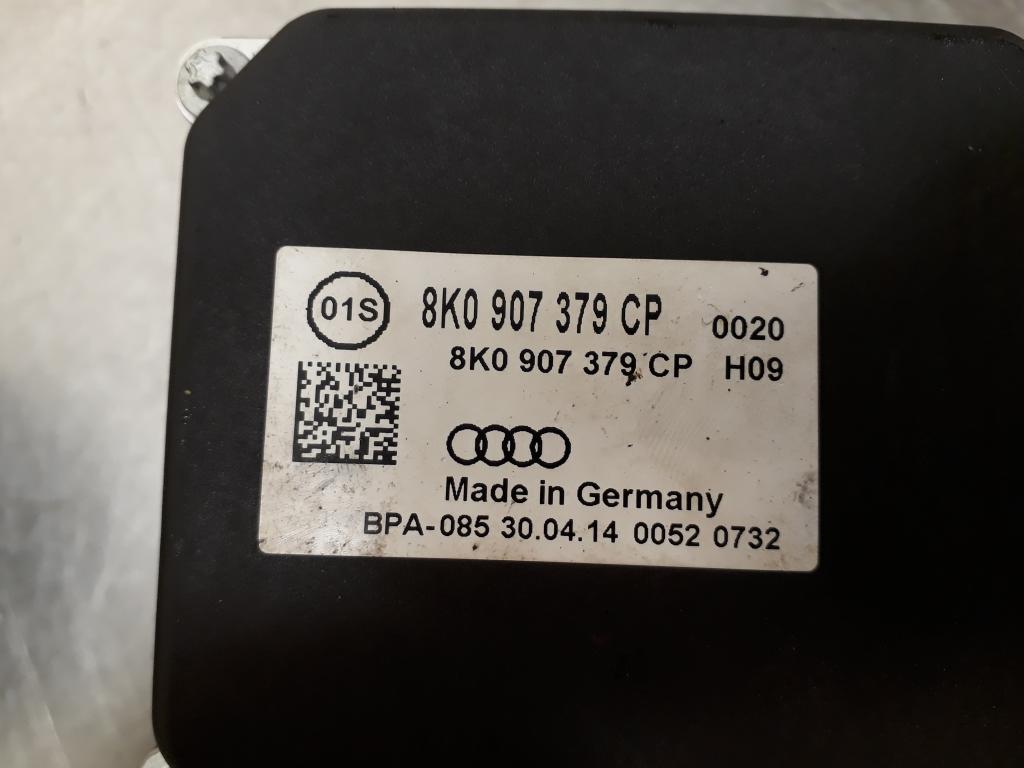 01S 8K0 907 379 CP 0020
8K0 907 379 CP H09
Made in Germany
BPA-085 30.04.14 0052 0732